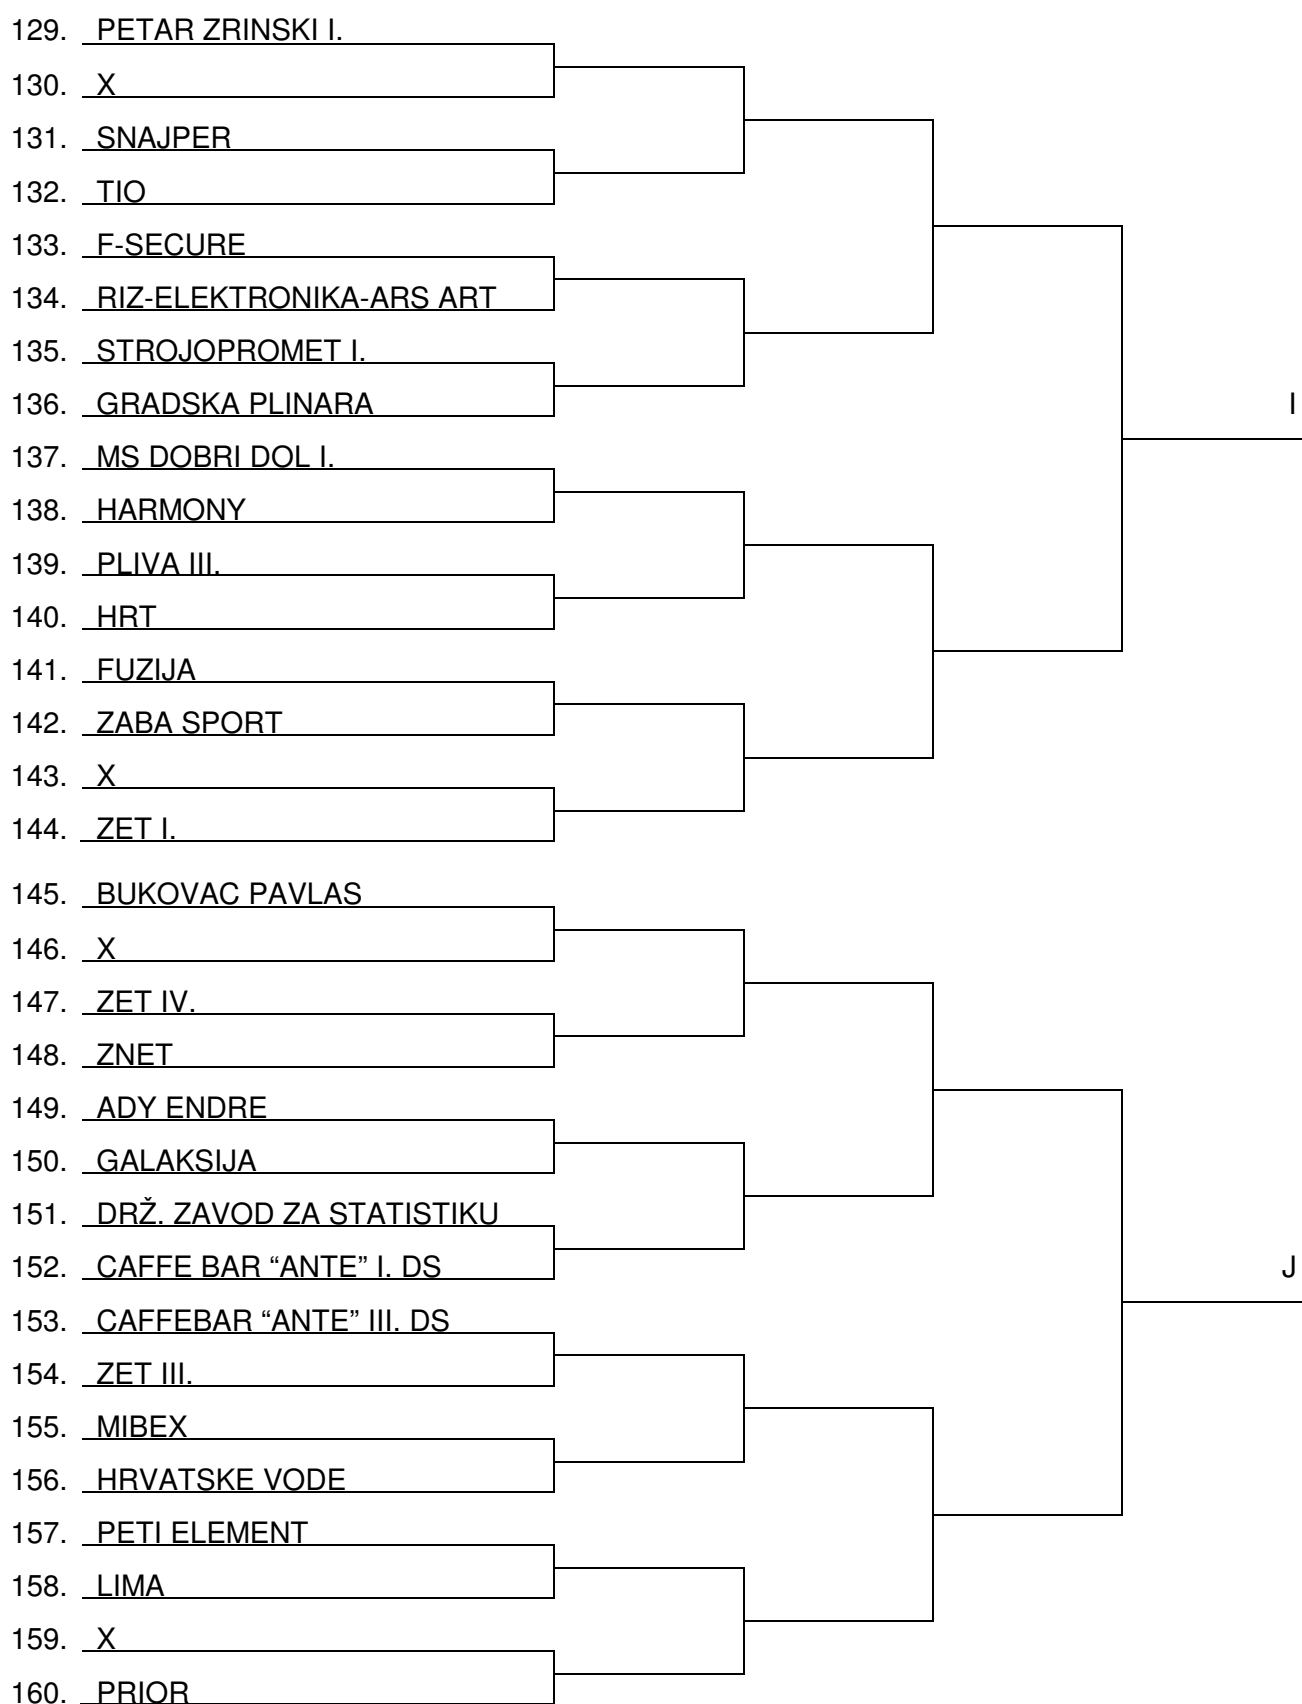 129. PETAR ZRINSKI I.
130. X
131. SNAJPER
132. TIO
133. F-SECURE
134. RIZ-ELEKTRONIKA-ARS ART
135. STROJOPROMET I.
136. GRADSKA PLINARA
I
137. MS DOBRI DOL I.
138. HARMONY
139. PLIVA III.
140. HRT
141. FUZIJA
142. ZABA SPORT
143. X
144. ZET I.
145. BUKOVAC PAVLAS
146. X
147. ZET IV.
148. ZNET
149. ADY ENDRE
150. GALAKSIJA
151. DRŽ. ZAVOD ZA STATISTIKU
152. CAFFE BAR “ANTE” I. DS
J
153. CAFFEBAR “ANTE” III. DS
154. ZET III.
155. MIBEX
156. HRVATSKE VODE
157. PETI ELEMENT
158. LIMA
159. X
160. PRIOR